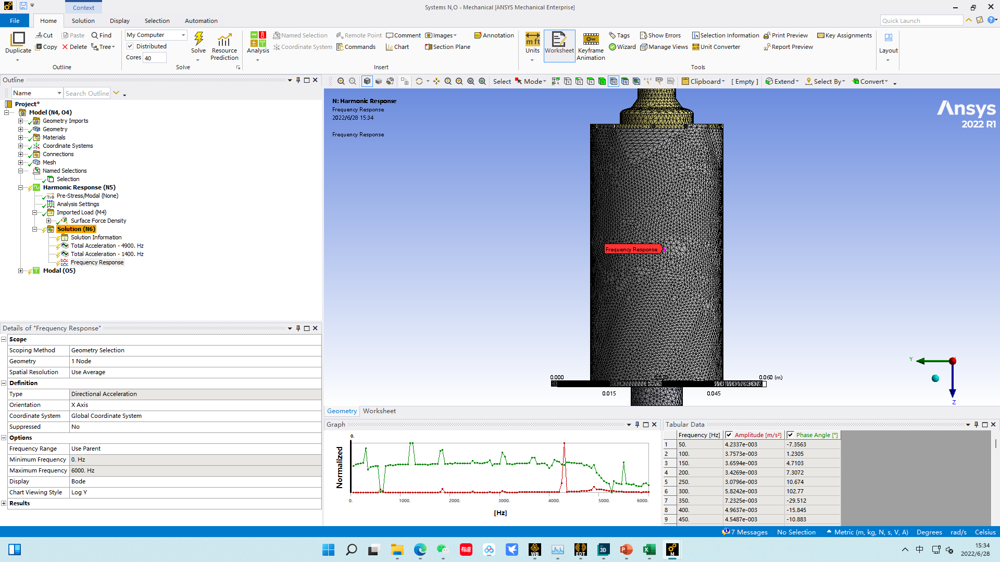 Context
Systems N,O - Mechanical [ANSYS Mechanical Enterprise]
File Home Solution Display Selection Automation
Quick Launch
Duplicate
Cut
Copy
Paste
Delete
Find
Tree
Outline
My Computer
Distributed
Cores 40
Solve
Resource Prediction
Solve
Analysis
Named Selection
Coordinate System
Remote Point
Commands
Comment
Chart
Images
Section Plane
Annotation
Insert
Units
Worksheet
Keyframe Animation
Tags
Wizard
Show Errors
Manage Views
Selection Information
Unit Converter
Print Preview
Report Preview
Key Assignments
Tools
Layout
Outline
Name
Search Outline
Project*
Model (N4, O4)
Geometry Imports
Geometry
Materials
Coordinate Systems
Connections
Mesh
Named Selections
Selection
Harmonic Response (N5)
Pre-Stress/Modal (None)
Analysis Settings
Imported Load (M4)
Surface Force Density
Solution (N6)
Solution Information
Total Acceleration - 4900. Hz
Total Acceleration - 1400. Hz
Frequency Response
Modal (O5)
Select Mode Clipboard [ Empty ] Extend Select By Convert
N: Harmonic Response
Frequency Response
2022/6/28 15:34
Frequency Response
Ansys
2022 R1
Frequency Response
0.000
0.060 (m)
0.015
0.045
Y
Z
Geometry Worksheet
Details of "Frequency Response"
Scope
Scoping Method Geometry Selection
Geometry 1 Node
Spatial Resolution Use Average
Definition
Type Directional Acceleration
Orientation X Axis
Coordinate System Global Coordinate System
Suppressed No
Options
Frequency Range Use Parent
Minimum Frequency 0. Hz
Maximum Frequency 6000. Hz
Display Bode
Chart Viewing Style Log Y
Results
Graph
0.
Normalized
0. 1000. 2000. 3000. 4000. 5000. 6000.
[Hz]
Tabular Data
Frequency [Hz] Amplitude [m/s²] Phase Angle [°]
1 50. 4.2337e-003 -7.3563
2 100. 3.7573e-003 1.2305
3 150. 3.6594e-003 4.7103
4 200. 3.4269e-003 7.3072
5 250. 3.0796e-003 10.674
6 300. 5.8242e-003 102.77
7 350. 7.2325e-003 -29.512
8 400. 4.9637e-003 -15.845
9 450. 4.5487e-003 -10.883
7 Messages No Selection Metric (m, kg, N, s, V, A) Degrees rad/s Celsius
有道
WB
EDT
3D
P
X
M
中
15:34
2022/6/28